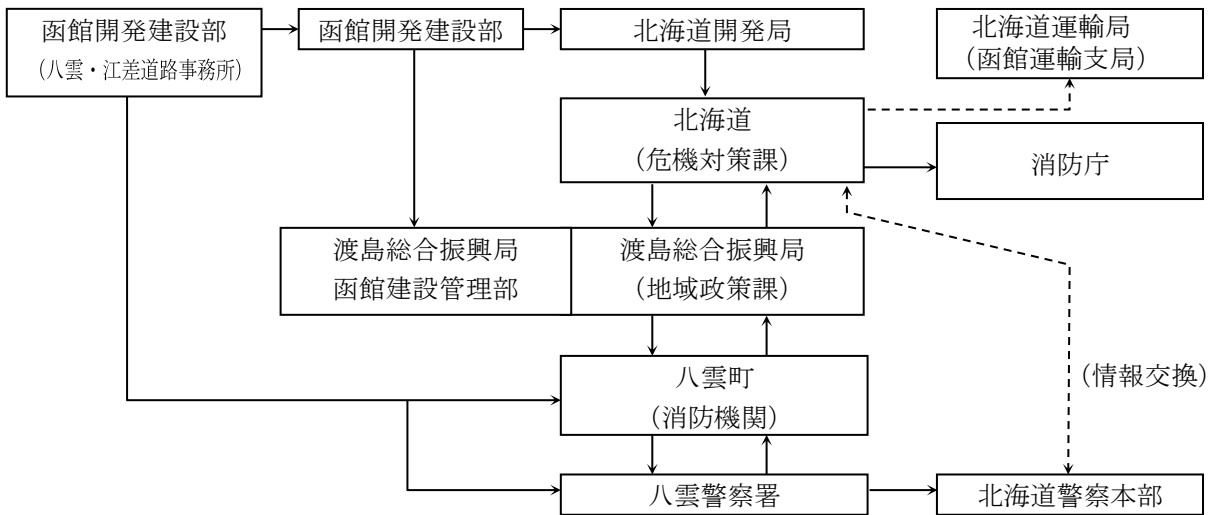 函館開発建設部
（八雲・江差道路事務所）
函館開発建設部
北海道開発局
北海道運輸局
（函館運輸支局）
北海道
（危機対策課）
消防庁
渡島総合振興局
函館建設管理部
渡島総合振興局
（地域政策課）
八雲町
（消防機関）
（情報交換）
八雲警察署
北海道警察本部